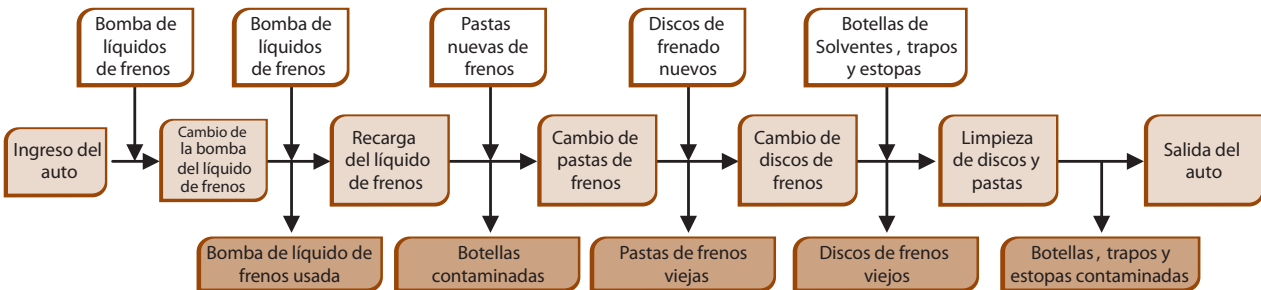 Bomba de
líquidos
de frenos
Bomba de
líquidos
de frenos
Pastas
nuevas de
frenos
Discos de
frenado
nuevos
Botellas de
Solventes , trapos
y estopas
Ingreso del
auto
Cambio de
la bomba
del líquido
de frenos
Recarga
del líquido
de frenos
Cambio de
pastas de
frenos
Cambio de
discos de
frenos
Limpieza
de discos y
pastas
Salida del
auto
Bomba de líquido de
frenos usada
Botellas
contaminadas
Pastas de frenos
viejas
Discos de frenos
viejos
Botellas , trapos y
estopas contaminadas